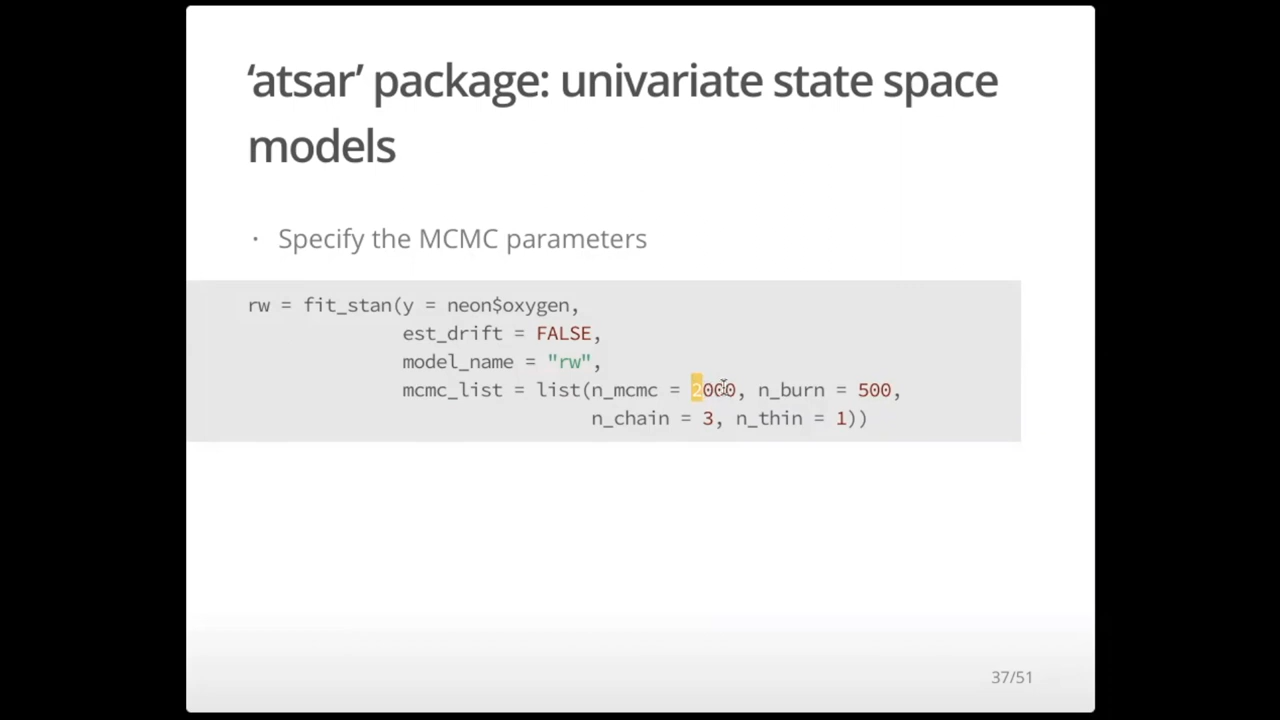 ‘atsar’ package: univariate state space
models
· Specify the MCMC parameters
rw = fit_stan(y = neon$oxygen,
est_drift = FALSE,
model_name = "rw",
mcmc_list = list(n_mcmc = 2000, n_burn = 500,
n_chain = 3, n_thin = 1))
37/51